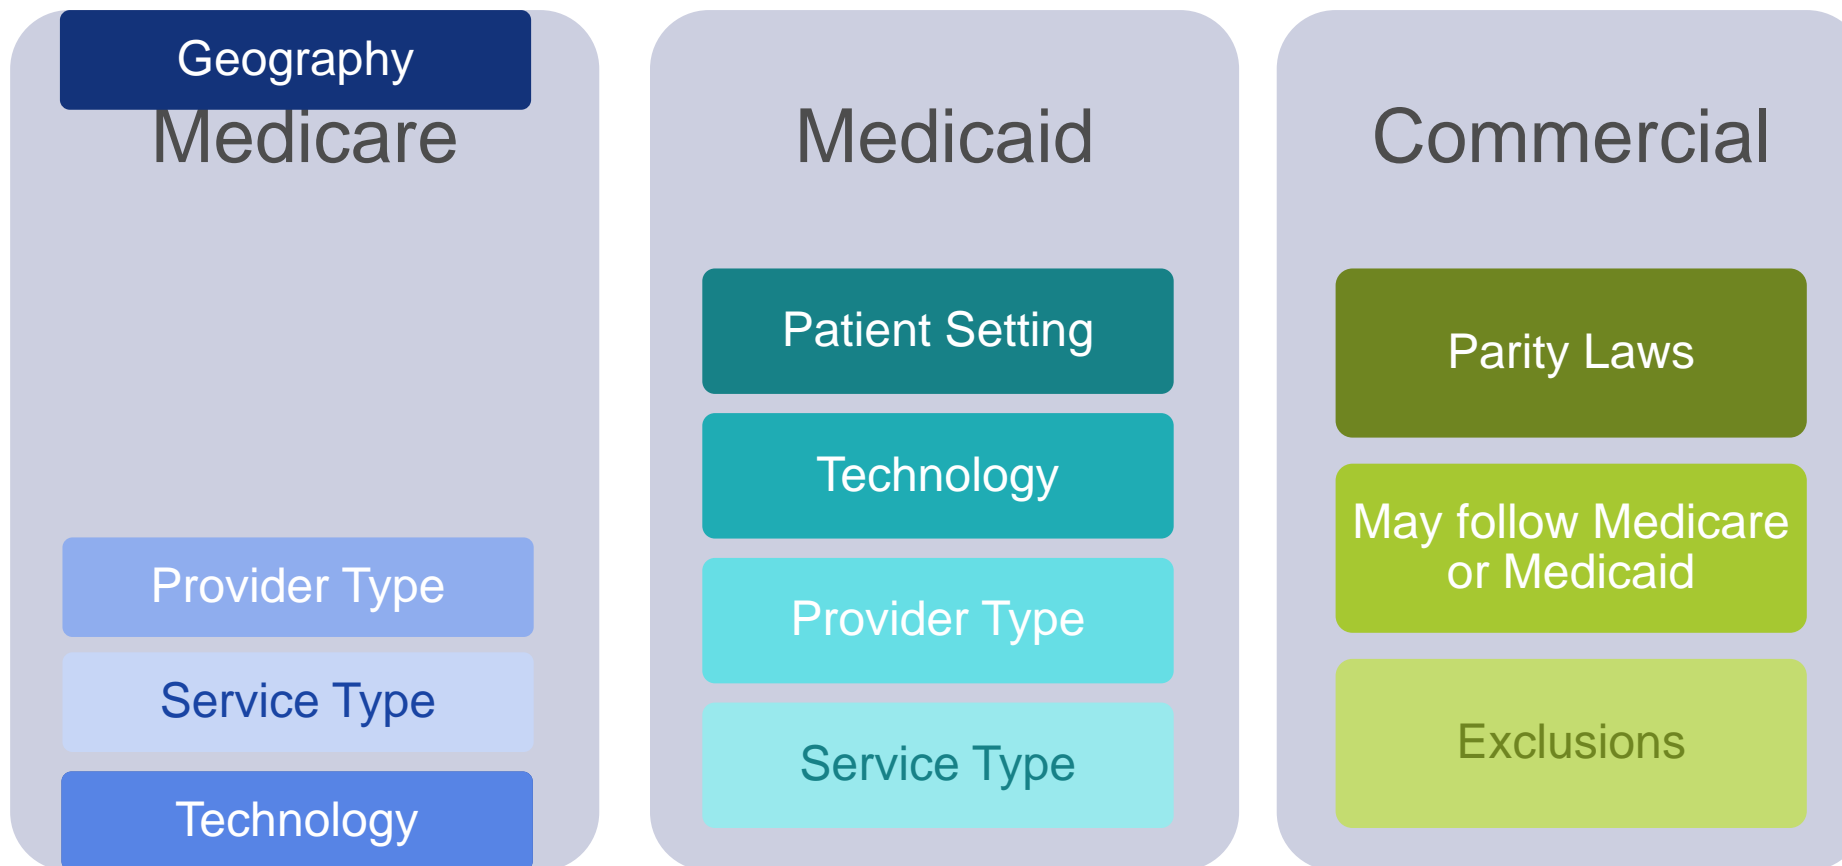 Geography
Medicare
Provider Type
Service Type
Technology
Medicaid
Patient Setting
Technology
Provider Type
Service Type
Commercial
Parity Laws
May follow Medicare
or Medicaid
Exclusions